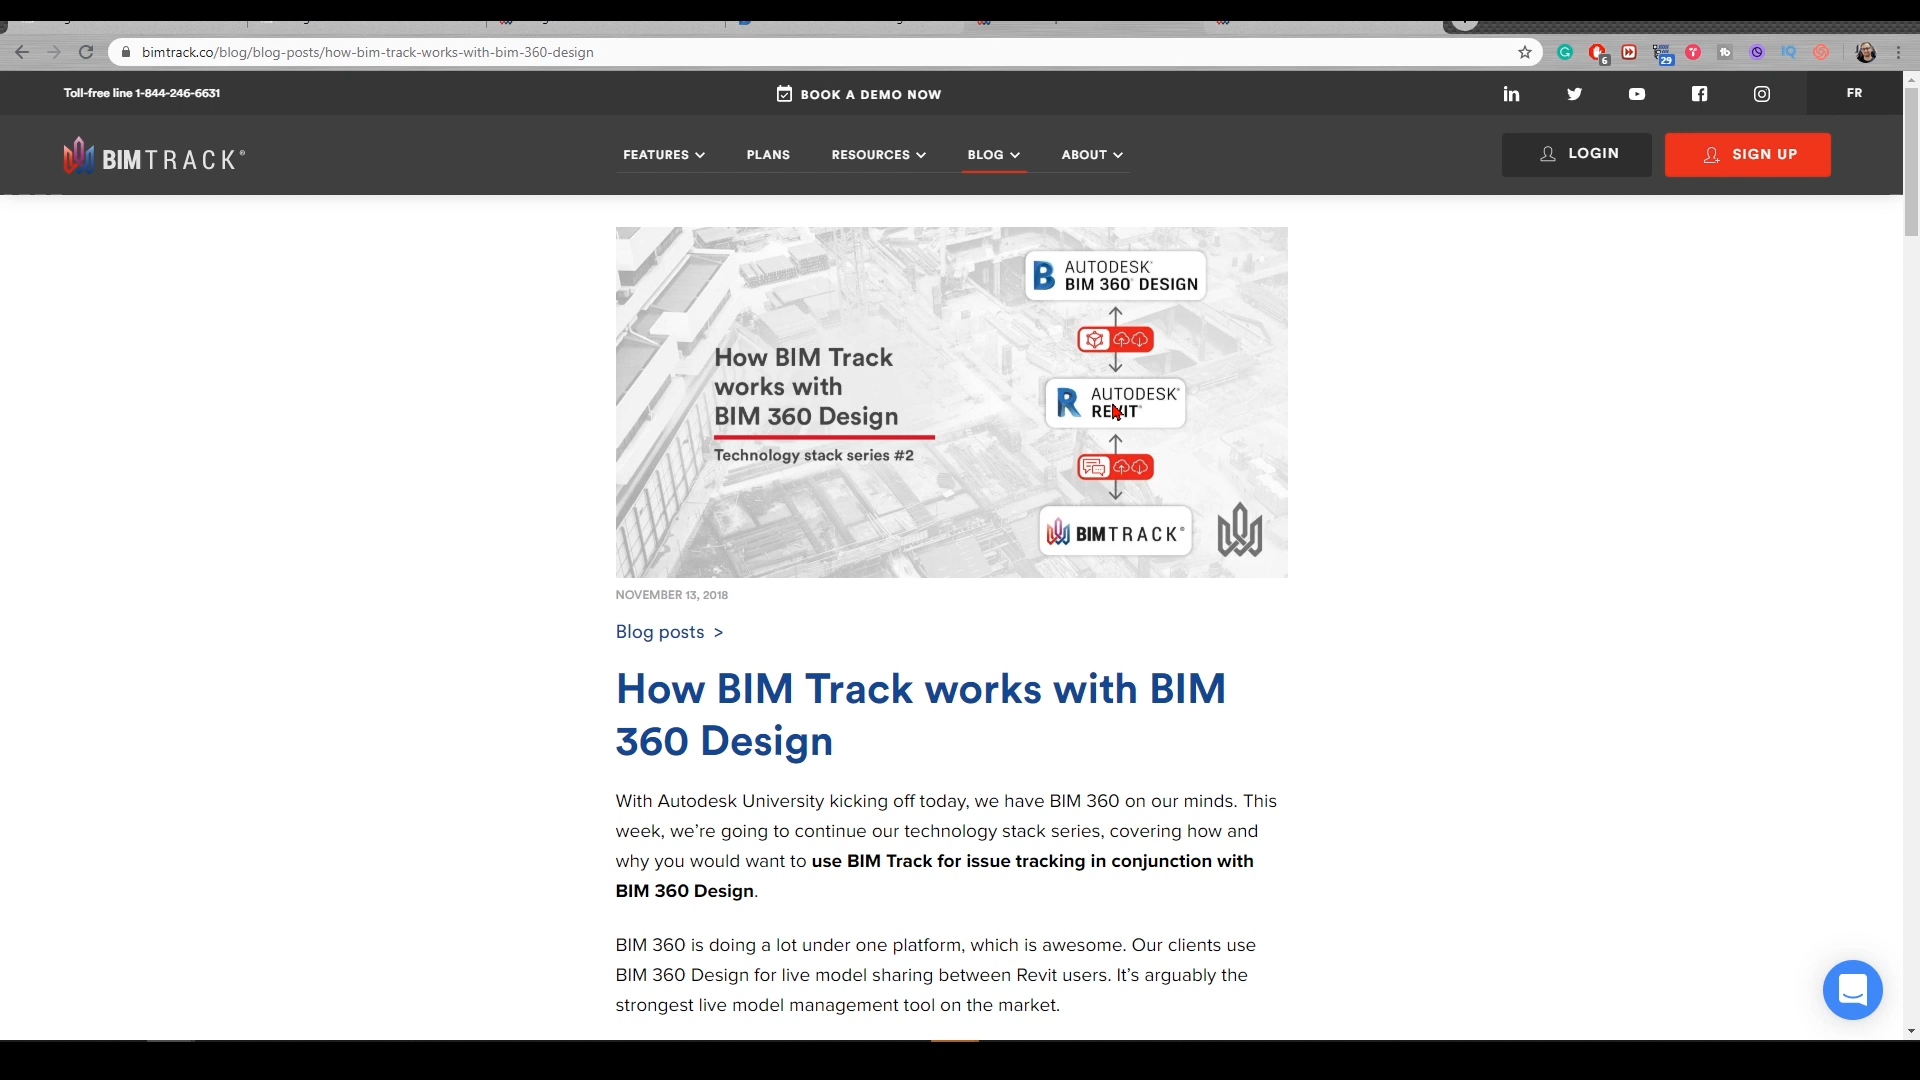 bimtrack.co/blog/blog-posts/how-bim-track-works-with-bim-360-design
6
29
Toll-free line 1-844-246-6631
BOOK A DEMO NOW
FR
BIMTRACK®
FEATURES
PLANS
RESOURCES
BLOG
ABOUT
LOGIN
SIGN UP
How BIM Track
works with
BIM 360 Design
Technology stack series #2
B AUTODESK®
BIM 360® DESIGN
R AUTODESK®
REVIT®
BIMTRACK®
NOVEMBER 13, 2018
Blog posts >
How BIM Track works with BIM
360 Design
With Autodesk University kicking off today, we have BIM 360 on our minds. This
week, we’re going to continue our technology stack series, covering how and
why you would want to use BIM Track for issue tracking in conjunction with
BIM 360 Design.
BIM 360 is doing a lot under one platform, which is awesome. Our clients use
BIM 360 Design for live model sharing between Revit users. It’s arguably the
strongest live model management tool on the market.